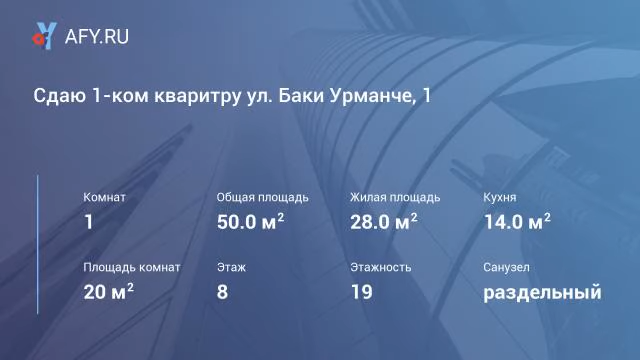 AFY.RU
Сдаю 1-ком кваритру ул. Баки Урманче, 1
Комнат Общая площадь Жилая площадь Кухня
1 50.0 м² 28.0 м² 14.0 м²
Площадь комнат Этаж Этажность Санузел
20 м² 8 19 раздельный